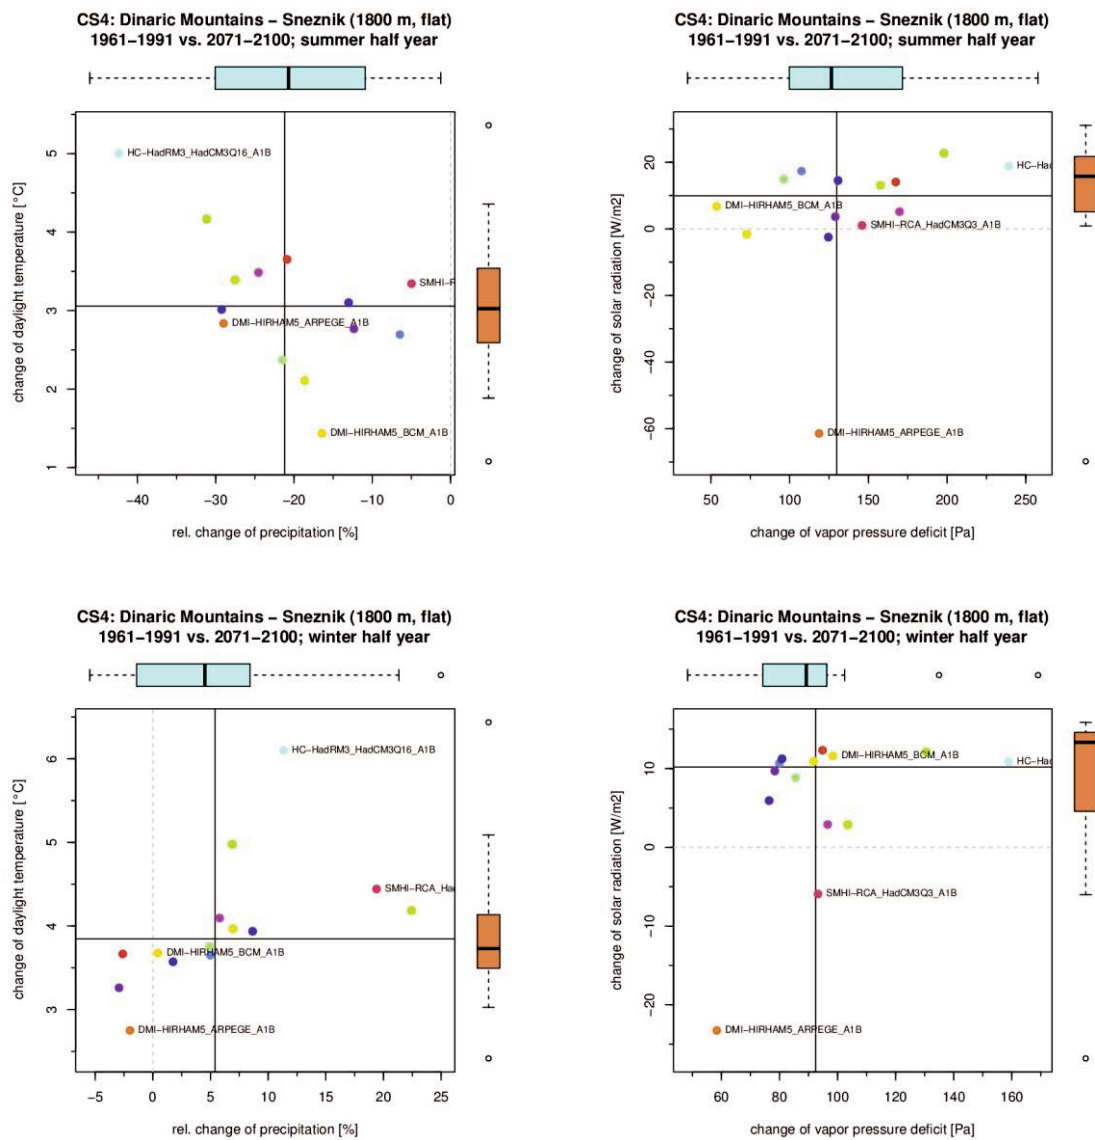 CS4: Dinaric Mountains – Sneznik (1800 m, flat)
1961–1991 vs. 2071–2100; summer half year
change of daylight temperature [°C]
5
4
3
2
1
HC–HadRM3_HadCM3Q16_A1B
SMHI–R
DMI–HIRHAM5_ARPEGE_A1B
DMI–HIRHAM5_BCM_A1B
−40
−30
−20
−10
0
rel. change of precipitation [%]
CS4: Dinaric Mountains – Sneznik (1800 m, flat)
1961–1991 vs. 2071–2100; summer half year
change of solar radiation [W/m2]
20
0
−20
−40
−60
HC–Had
DMI–HIRHAM5_BCM_A1B
SMHI–RCA_HadCM3Q3_A1B
DMI–HIRHAM5_ARPEGE_A1B
50
100
150
200
250
change of vapor pressure deficit [Pa]
CS4: Dinaric Mountains – Sneznik (1800 m, flat)
1961–1991 vs. 2071–2100; winter half year
change of daylight temperature [°C]
6
5
4
3
HC–HadRM3_HadCM3Q16_A1B
SMHI–RCA_Had
DMI–HIRHAM5_BCM_A1B
DMI–HIRHAM5_ARPEGE_A1B
−5
0
5
10
15
20
25
rel. change of precipitation [%]
CS4: Dinaric Mountains – Sneznik (1800 m, flat)
1961–1991 vs. 2071–2100; winter half year
change of solar radiation [W/m2]
10
0
−10
−20
DMI–HIRHAM5_BCM_A1B
HC–Had
SMHI–RCA_HadCM3Q3_A1B
DMI–HIRHAM5_ARPEGE_A1B
60
80
100
120
140
160
change of vapor pressure deficit [Pa]